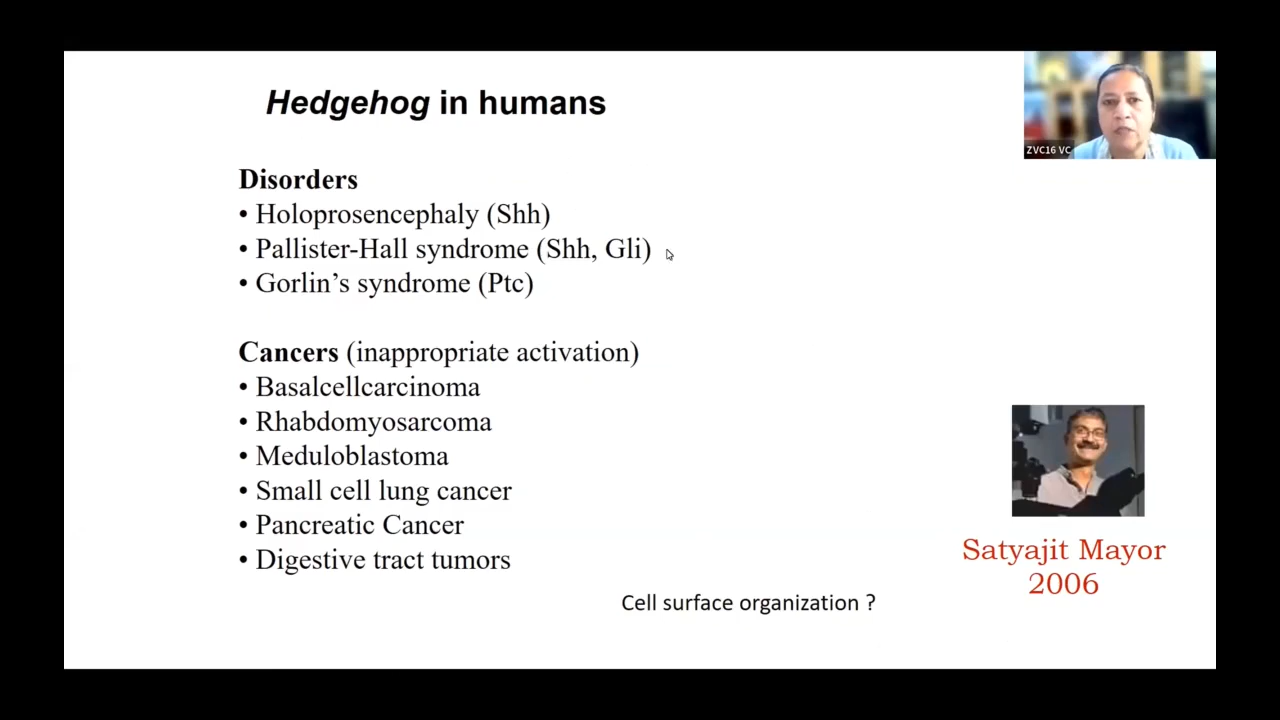 Hedgehog in humans
ZVC16 VC
Disorders
• Holoprosencephaly (Shh)
• Pallister-Hall syndrome (Shh, Gli)
• Gorlin’s syndrome (Ptc)
Cancers (inappropriate activation)
• Basalcellcarcinoma
• Rhabdomyosarcoma
• Meduloblastoma
• Small cell lung cancer
• Pancreatic Cancer
• Digestive tract tumors
Satyajit Mayor
2006
Cell surface organization ?